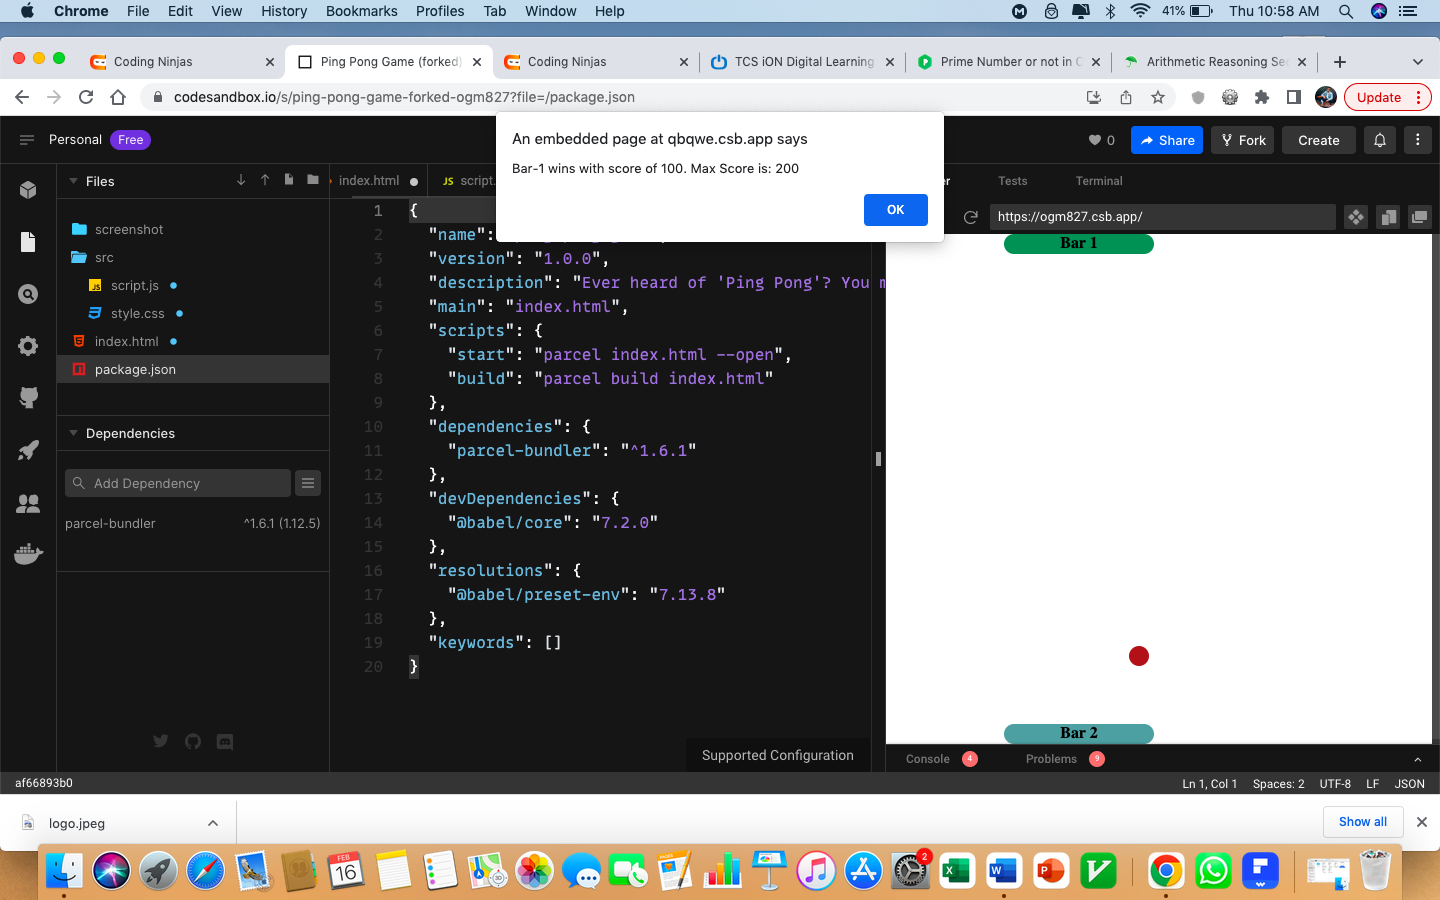 Chrome File Edit View History Bookmarks Profiles Tab Window Help 41% Thu 10:58 AM
Coding Ninjas Ping Pong Game (forked) Coding Ninjas TCS iON Digital Learning Prime Number or not in C Arithmetic Reasoning Se
codesandbox.io/s/ping-pong-game-forked-ogm827?file=/package.json Update
An embedded page at qbqwe.csb.app says
Bar-1 wins with score of 100. Max Score is: 200
OK
Personal Free 0 Share Fork Create
Files index.html JS script. Tests Terminal
https://ogm827.csb.app/
screenshot
src
JS script.js
style.css
index.html
package.json
Dependencies
Add Dependency
parcel-bundler ^1.6.1 (1.12.5)
1 {
2 "name":
3 "version": "1.0.0",
4 "description": "Ever heard of 'Ping Pong'? You m
5 "main": "index.html",
6 "scripts": {
7 "start": "parcel index.html --open",
8 "build": "parcel build index.html"
9 },
10 "dependencies": {
11 "parcel-bundler": "^1.6.1"
12 },
13 "devDependencies": {
14 "@babel/core": "7.2.0"
15 },
16 "resolutions": {
17 "@babel/preset-env": "7.13.8"
18 },
19 "keywords": []
20 }
Supported Configuration
Bar 1
Bar 2
Console 4 Problems 9
af66893b0 Ln 1, Col 1 Spaces: 2 UTF-8 LF JSON
logo.jpeg Show all
FEB
16
PAGES
2
X
W
P
V